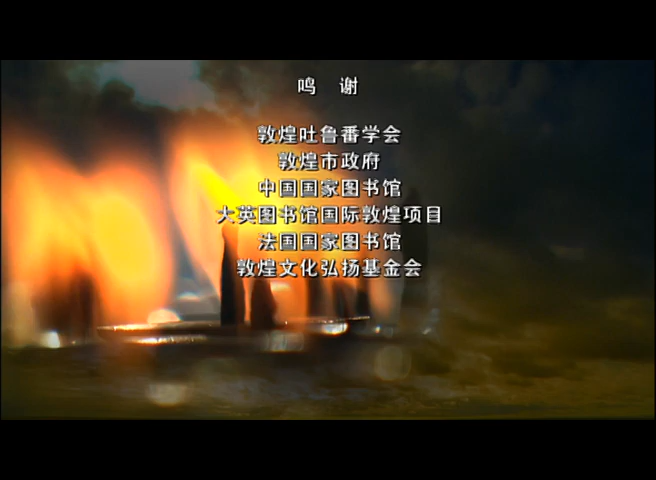 鸣 谢
敦煌吐鲁番学会
敦煌市政府
中国国家图书馆
大英图书馆国际敦煌项目
法国国家图书馆
敦煌文化弘扬基金会